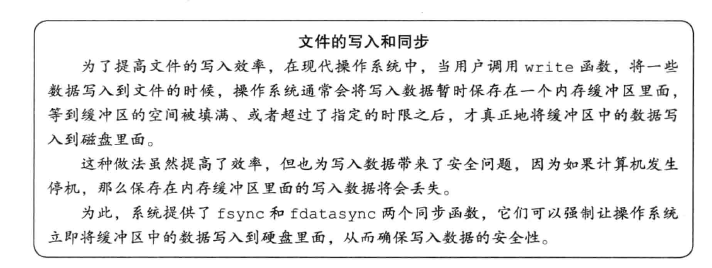 文件的写入和同步
为了提高文件的写入效率，在现代操作系统中，当用户调用 write 函数，将一些
数据写入到文件的时候，操作系统通常会将写入数据暂时保存在一个内存缓冲区里面，
等到缓冲区的空间被填满、或者超过了指定的时限之后，才真正地将缓冲区中的数据写
入到磁盘里面。
这种做法虽然提高了效率，但也为写入数据带来了安全问题，因为如果计算机发生
停机，那么保存在内存缓冲区里面的写入数据将会丢失。
为此，系统提供了 fsync 和 fdatasync 两个同步函数，它们可以强制让操作系统
立即将缓冲区中的数据写入到硬盘里面，从而确保写入数据的安全性。